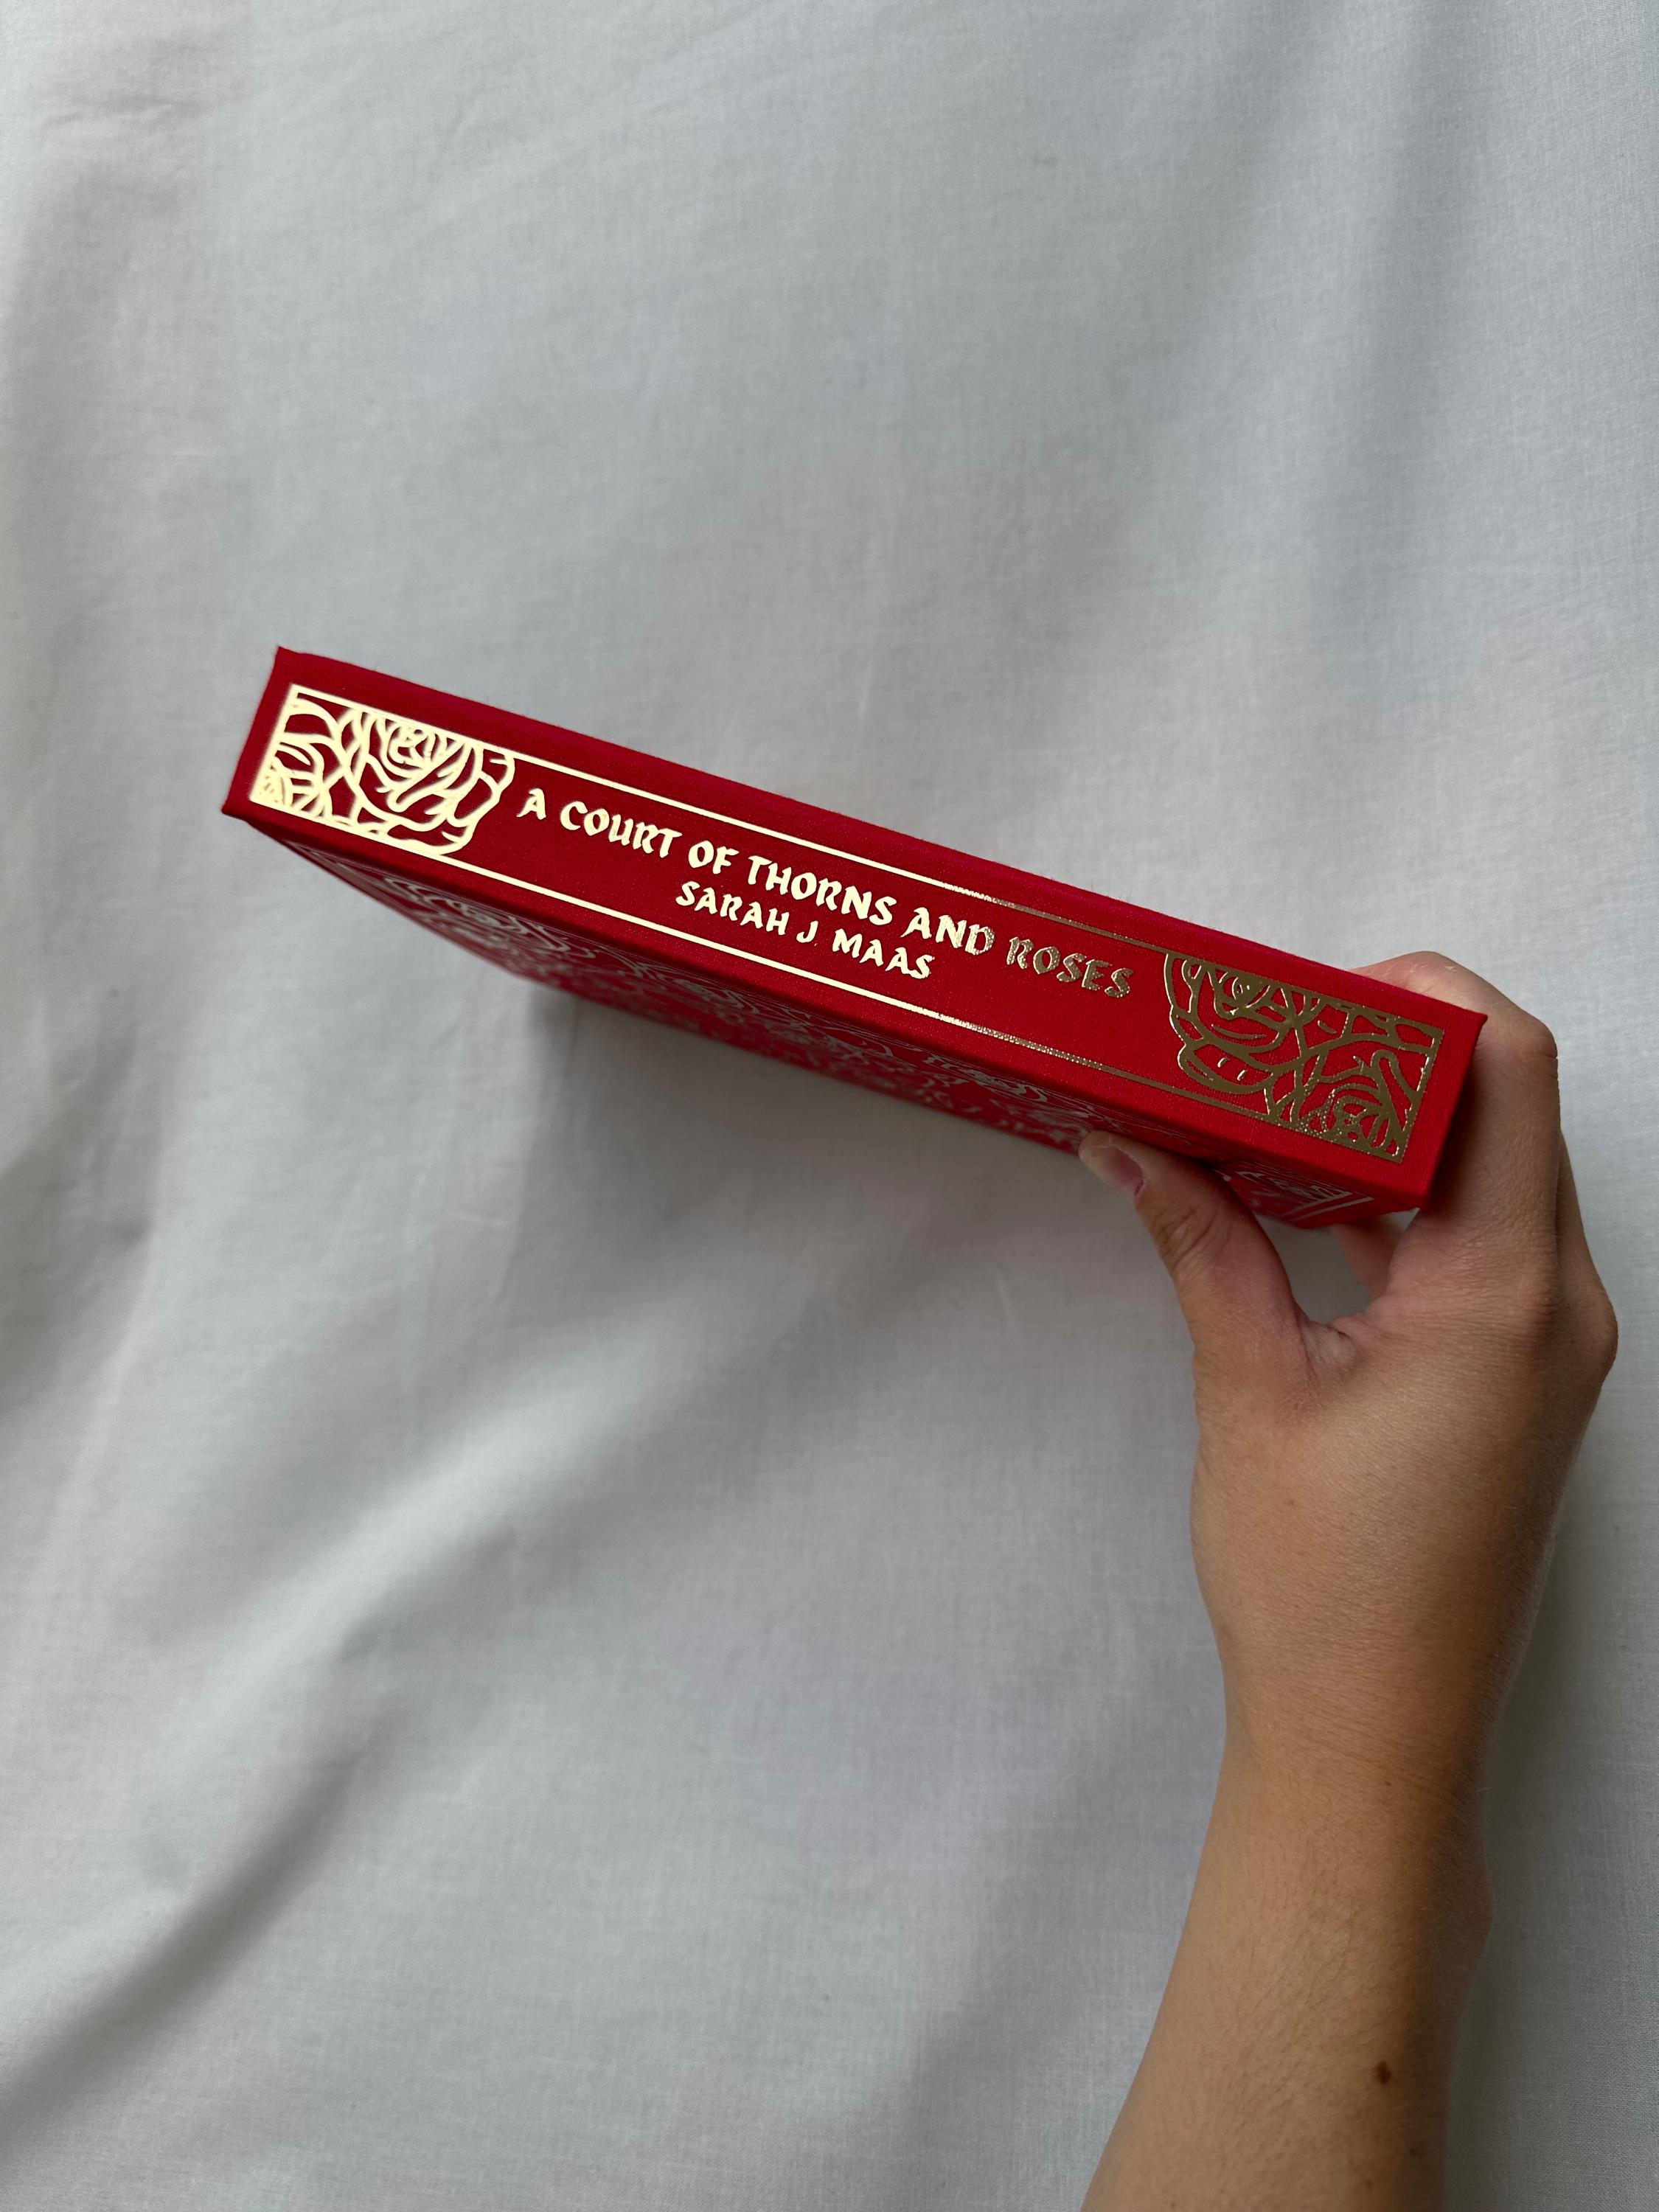 A COURT OF THORNS AND ROSES
SARAH J. MAAS